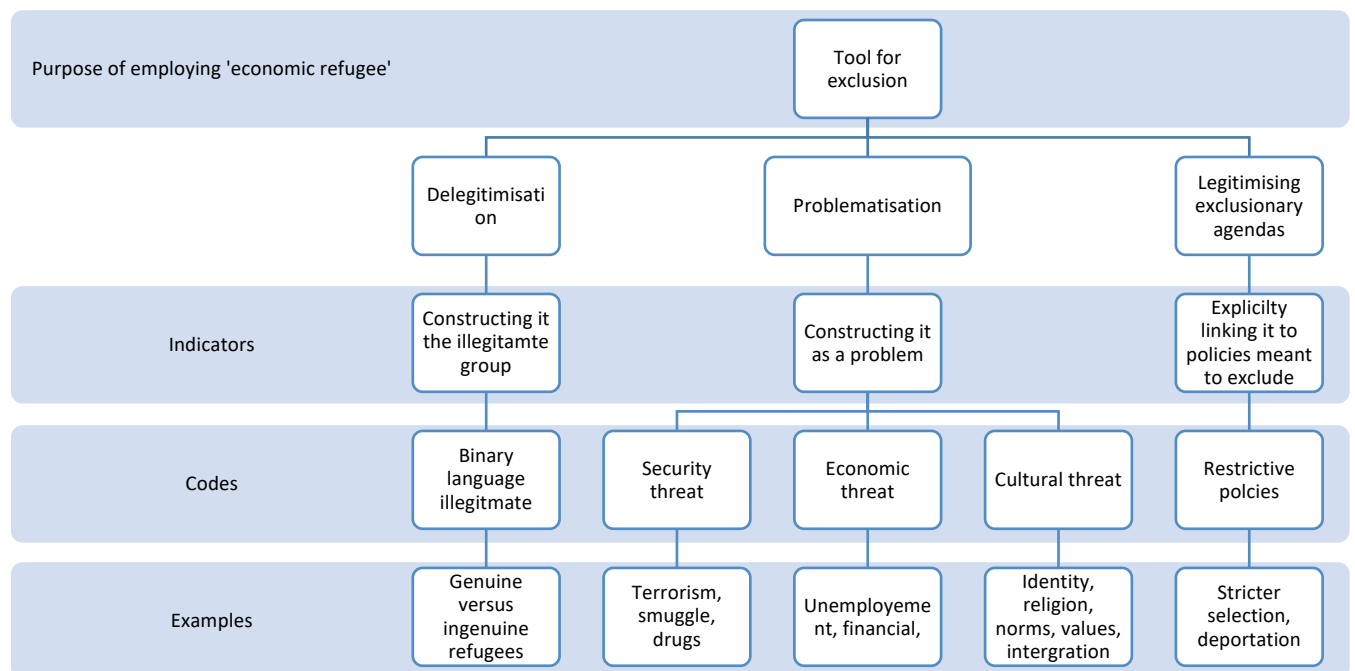 Purpose of employing 'economic refugee'
Tool for
exclusion
Delegitimisati
on
Problematisation
Legitimising
exclusionary
agendas
Indicators
Constructing it
the illegitamte
group
Constructing it
as a problem
Explicilty
linking it to
policies meant
to exclude
Codes
Binary
language
illegitmate
Security
threat
Economic
threat
Cultural threat
Restrictive
polcies
Examples
Genuine
versus
ingenuine
refugees
Terrorism,
smuggle,
drugs
Unemployeme
nt, financial,
Identity,
religion,
norms, values,
intergration
Stricter
selection,
deportation